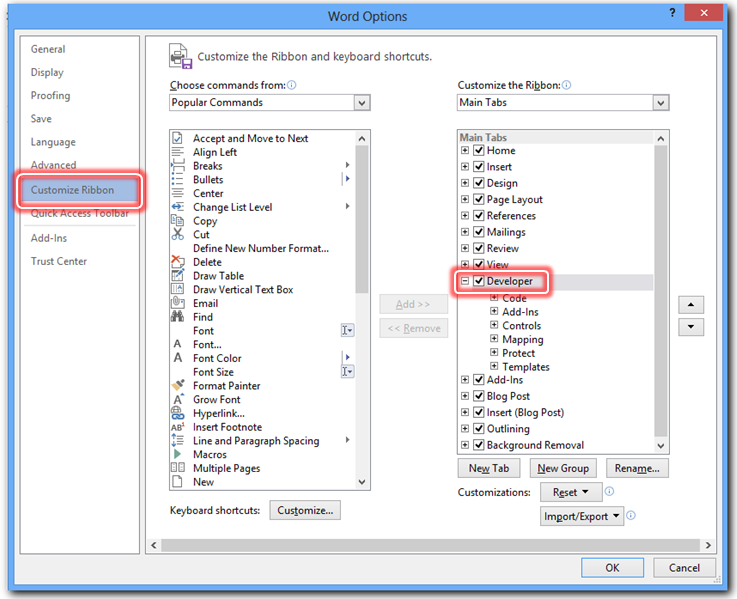 Word Options
?
General
Display
Proofing
Save
Language
Advanced
Customize Ribbon
Quick Access Toolbar
Add-Ins
Trust Center
Customize the Ribbon and keyboard shortcuts.
Choose commands from:
Popular Commands
Accept and Move to Next
Align Left
Breaks
Bullets
Center
Change List Level
Copy
Cut
Define New Number Format...
Delete
Draw Table
Draw Vertical Text Box
Email
Find
Font
Font...
Font Color
Font Size
Format Painter
Grow Font
Hyperlink...
Insert Footnote
Line and Paragraph Spacing
Macros
Multiple Pages
New
Keyboard shortcuts: Customize...
Add >>
<< Remove
Customize the Ribbon:
Main Tabs
Main Tabs
Home
Insert
Design
Page Layout
References
Mailings
Review
View
Developer
Code
Add-Ins
Controls
Mapping
Protect
Templates
Add-Ins
Blog Post
Insert (Blog Post)
Outlining
Background Removal
New Tab New Group Rename...
Customizations: Reset
Import/Export
OK Cancel